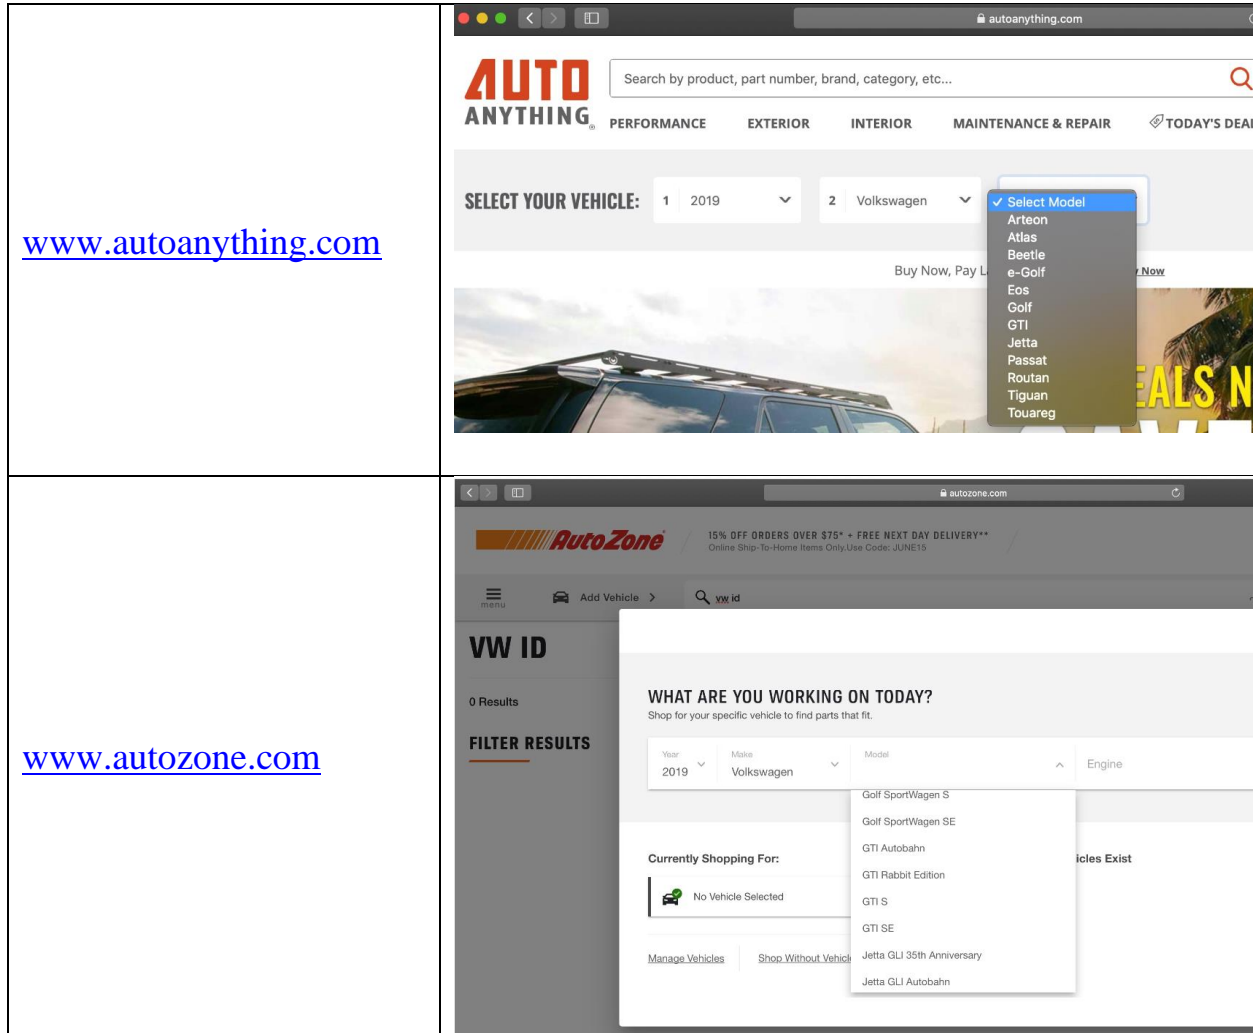 autoanything.com
AUTO
ANYTHING
Search by product, part number, brand, category, etc...
PERFORMANCE EXTERIOR INTERIOR MAINTENANCE & REPAIR TODAY'S
SELECT YOUR VEHICLE: 1 2019 2 Volkswagen
✓ Select Model
Arteon
Atlas
Beetle
e-Golf
Eos
Golf
GTI
Jetta
Passat
Routan
Tiguan
Touareg
www.autoanything.com
Buy Now, Pay Now
autozone.com
AutoZone
15% OFF ORDERS OVER $75* + FREE NEXT DAY DELIVERY**
Online Ship-To-Home Items Only.Use Code: JUNE15
menu Add Vehicle > vw id
VW ID
0 Results
FILTER RESULTS
www.autozone.com
WHAT ARE YOU WORKING ON TODAY?
Shop for your specific vehicle to find parts that fit.
Year Make Model
2019 Volkswagen Engine
Golf SportWagen S
Golf SportWagen SE
GTI Autobahn
GTI Rabbit Edition
GTI S
GTI SE
Jetta GLI 35th Anniversary
Jetta GLI Autobahn
Currently Shopping For: Exist
No Vehicle Selected
Manage Vehicles Shop Without